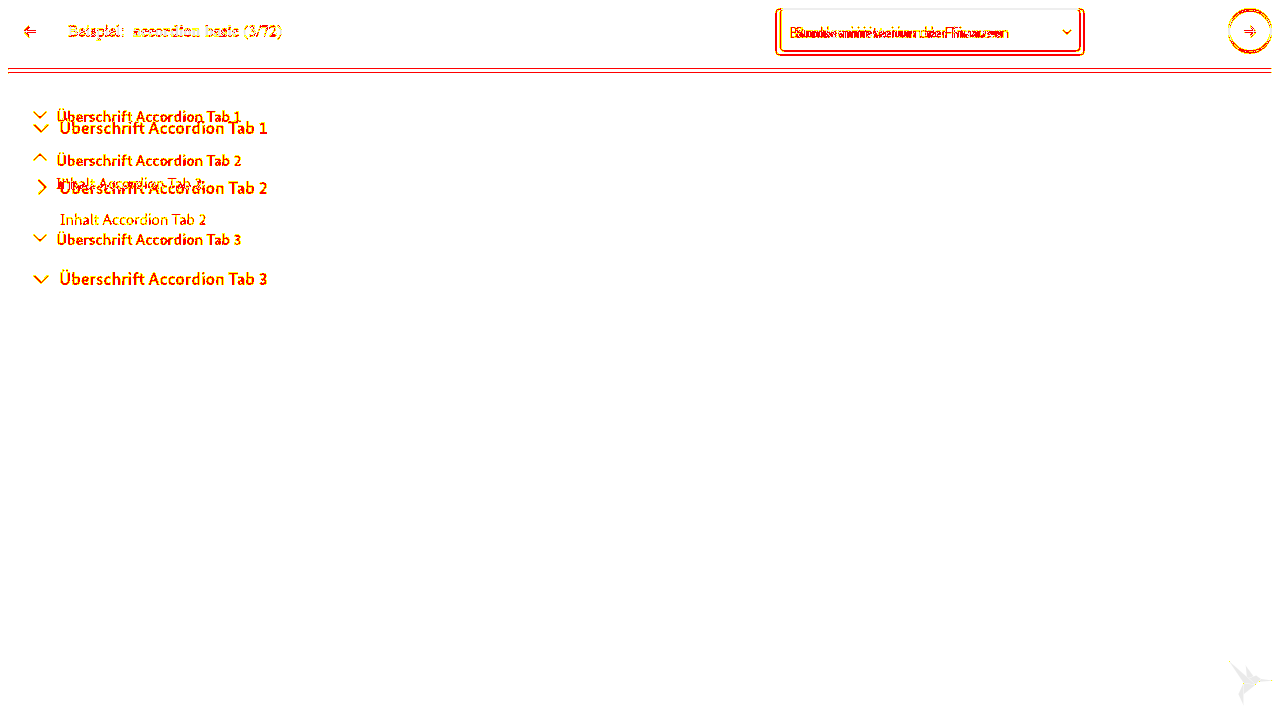 Beispiel: accordion basic (3/72)
Überschrift Accordion Tab 1
Überschrift Accordion Tab 1
Überschrift Accordion Tab 2
Inhalt Accordion Tab 2
Überschrift Accordion Tab 2
Inhalt Accordion Tab 2
Überschrift Accordion Tab 3
Überschrift Accordion Tab 3